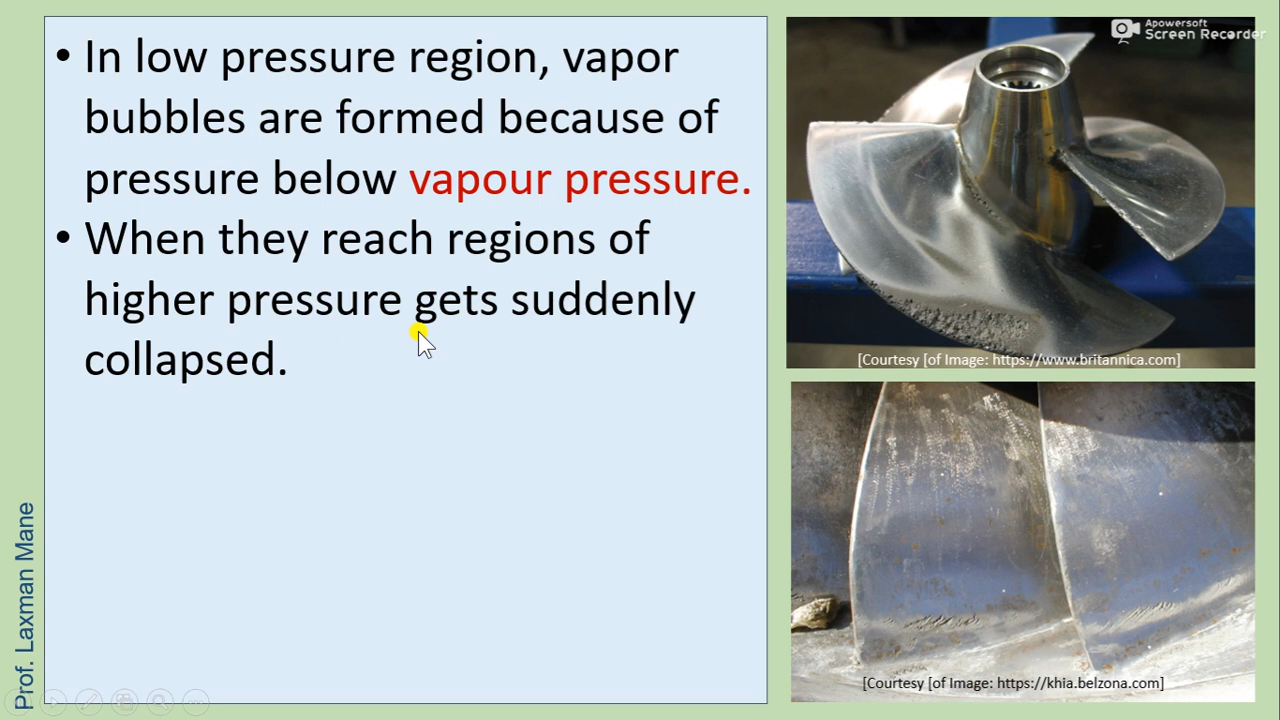 • In low pressure region, vapor
bubbles are formed because of
pressure below vapour pressure.
• When they reach regions of
higher pressure gets suddenly
collapsed.
Prof. Laxman Mane
Apowersoft
Screen Recorder
[Courtesy [of Image: https://www.britannica.com]
[Courtesy [of Image: https://khia.belzona.com]